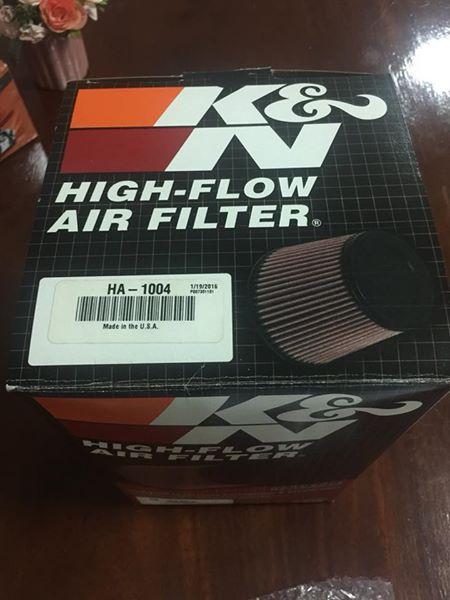 K&N
HIGH-FLOW
AIR FILTER®
HA-1004
1/19/2016
Made in the U.S.A.
K&N
HIGH-FLOW
AIR FILTER